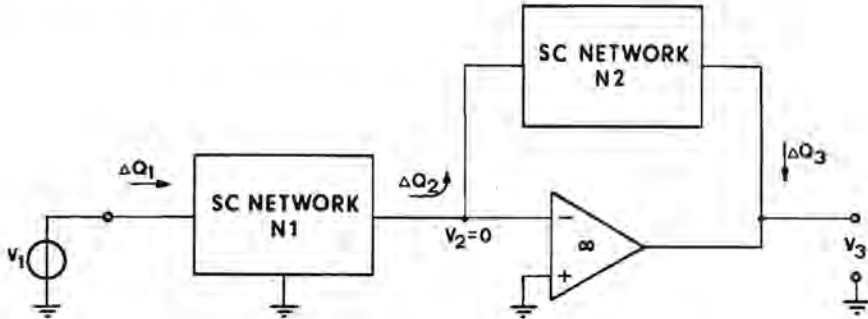 SC NETWORK
N2
ΔQ1
ΔQ2
ΔQ3
SC NETWORK
N1
V1
V2=0
−
∞
+
V3